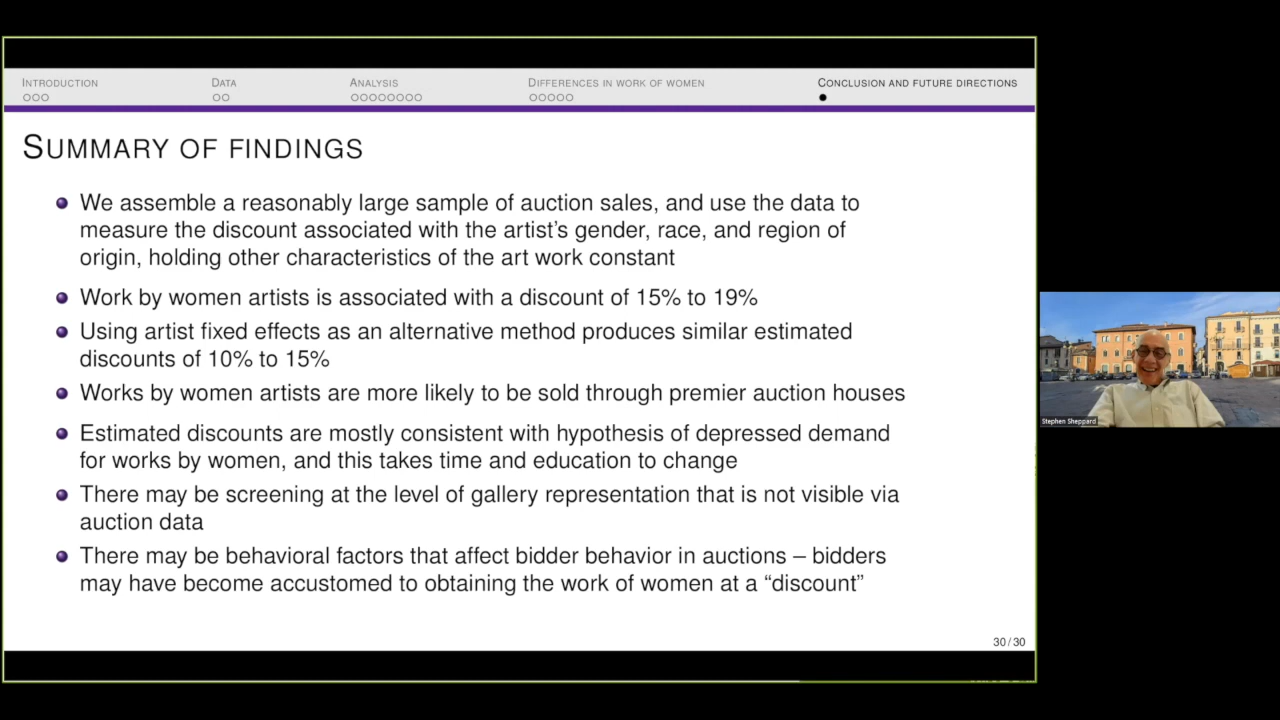 INTRODUCTION DATA ANALYSIS DIFFERENCES IN WORK OF WOMEN CONCLUSION AND FUTURE DIRECTIONS
SUMMARY OF FINDINGS
We assemble a reasonably large sample of auction sales, and use the data to
measure the discount associated with the artist's gender, race, and region of
origin, holding other characteristics of the art work constant
Work by women artists is associated with a discount of 15% to 19%
Using artist fixed effects as an alternative method produces similar estimated
discounts of 10% to 15%
Works by women artists are more likely to be sold through premier auction houses
Estimated discounts are mostly consistent with hypothesis of depressed demand
for works by women, and this takes time and education to change
There may be screening at the level of gallery representation that is not visible via
auction data
There may be behavioral factors that affect bidder behavior in auctions – bidders
may have become accustomed to obtaining the work of women at a “discount”
30/30
Stephen Sheppard